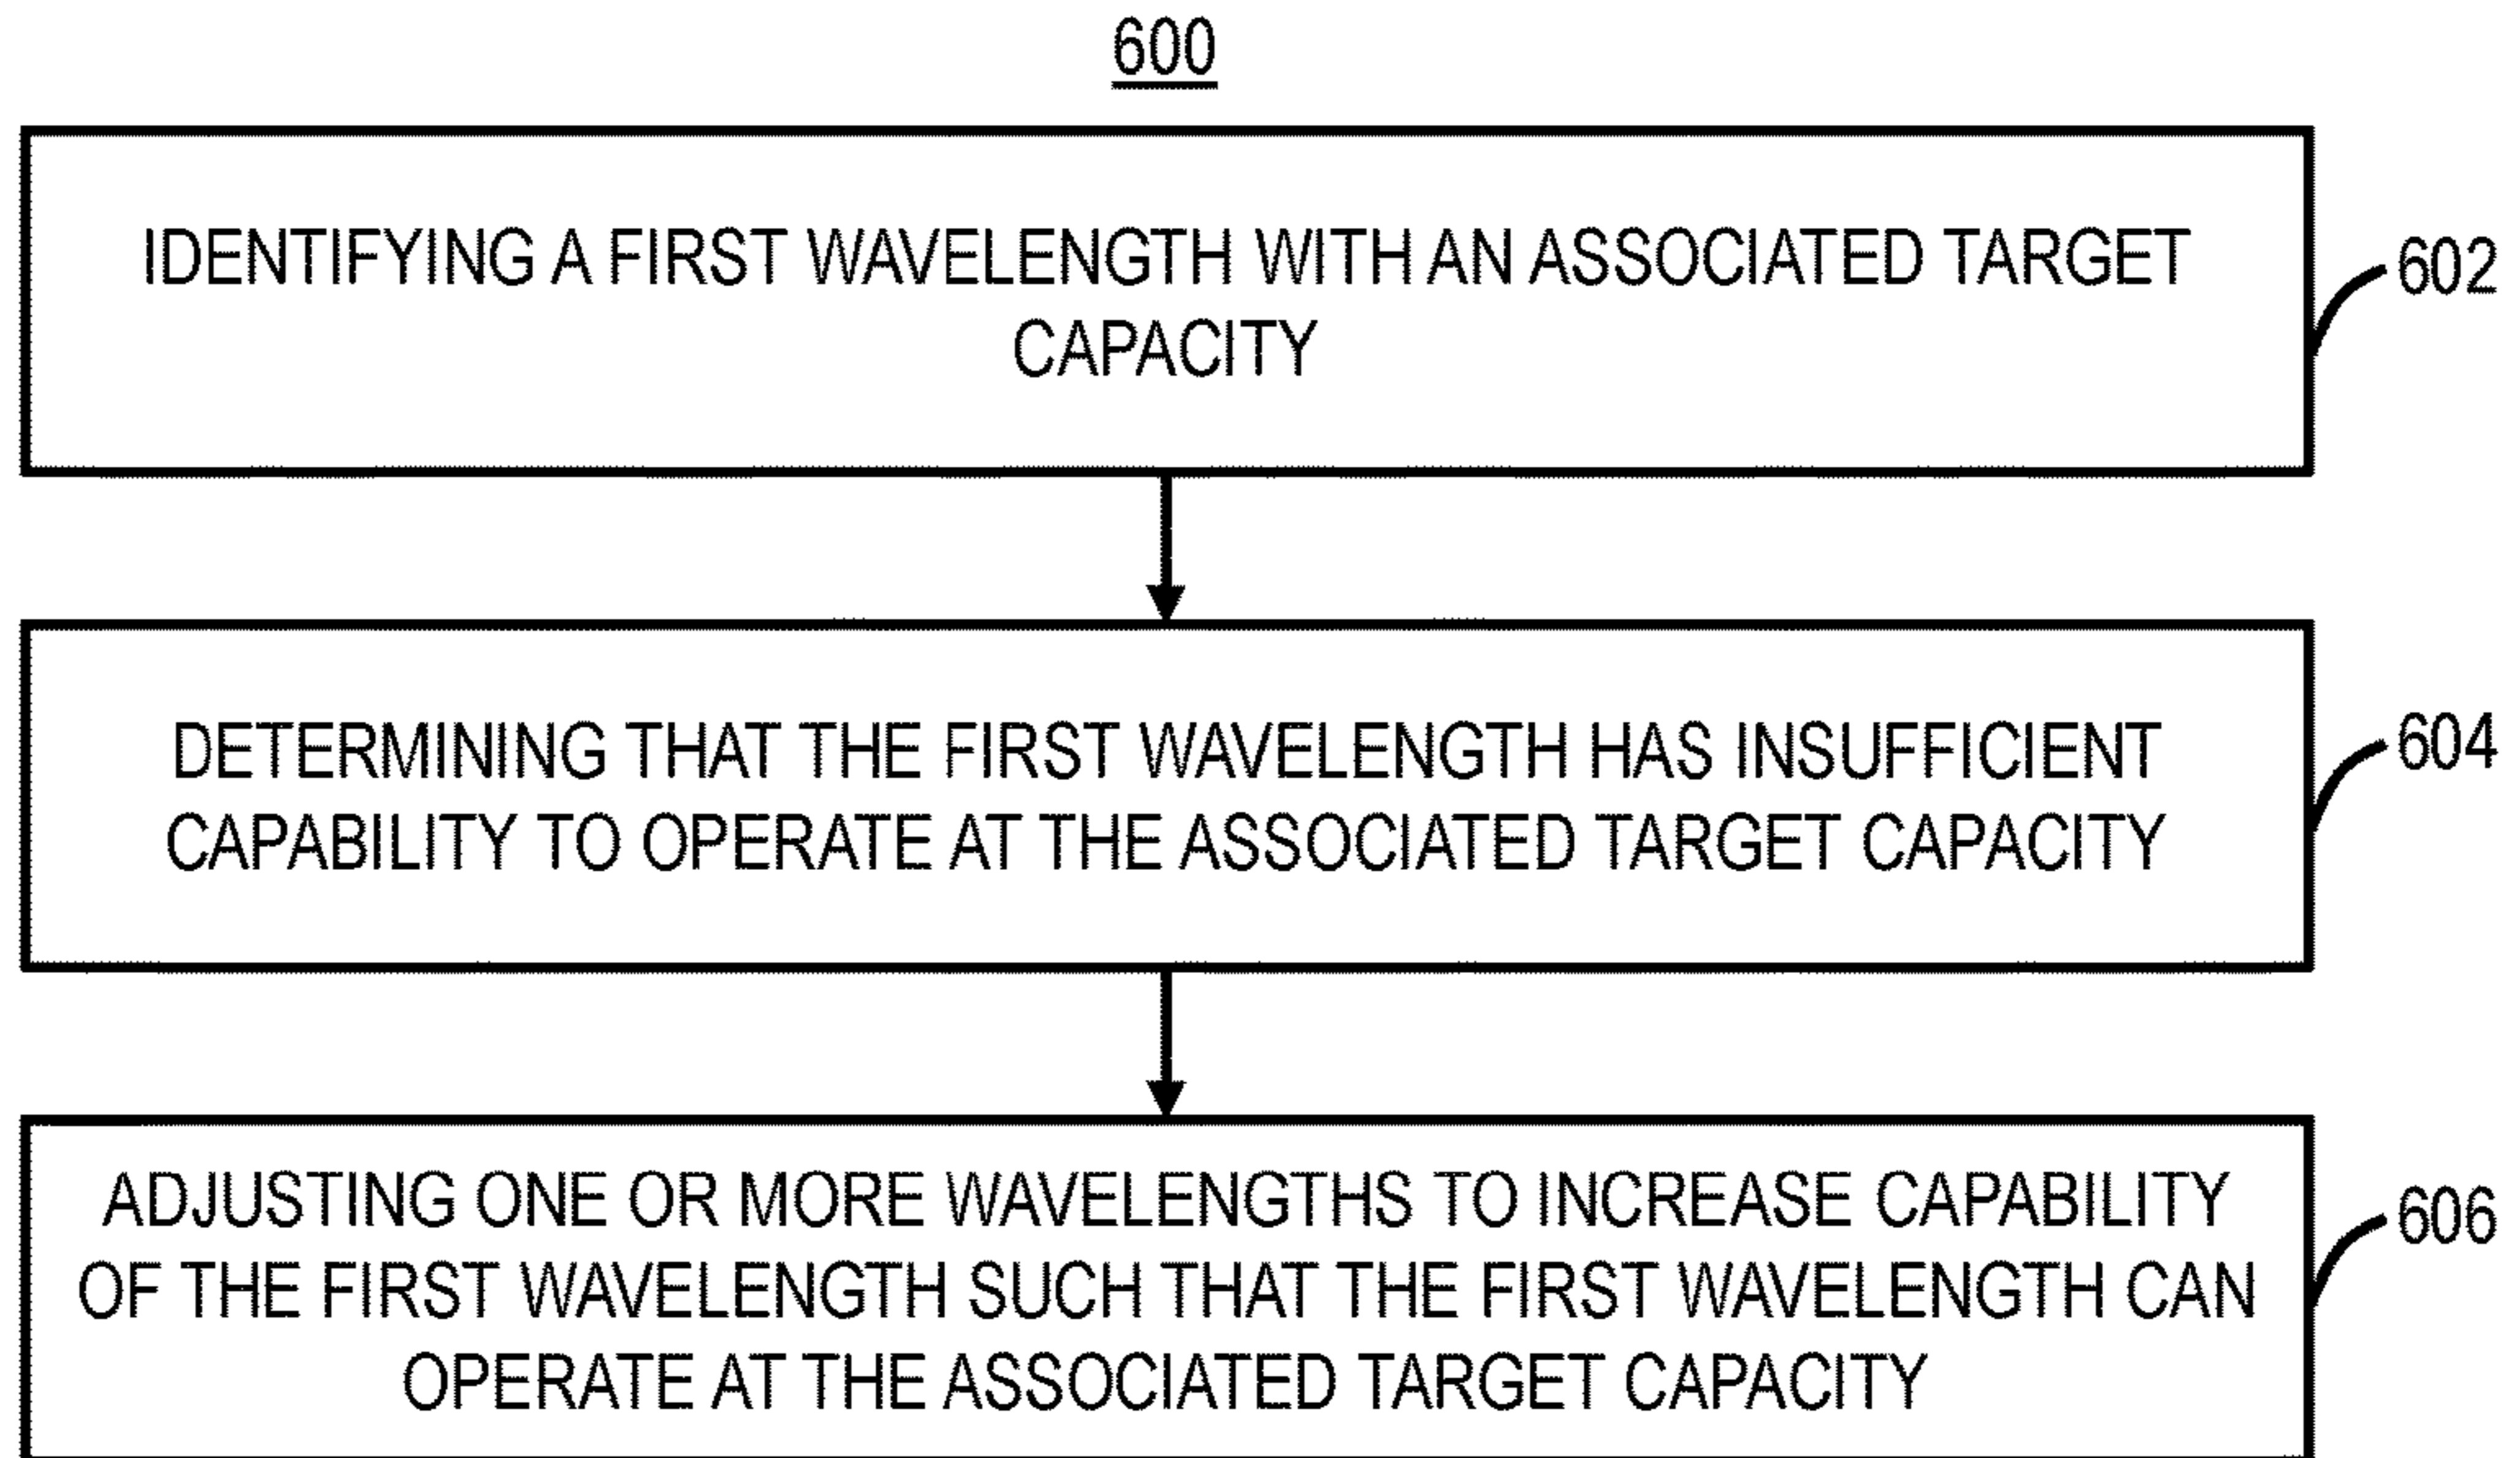 600
IDENTIFYING A FIRST WAVELENGTH WITH AN ASSOCIATED TARGET
CAPACITY
602
DETERMINING THAT THE FIRST WAVELENGTH HAS INSUFFICIENT
CAPABILITY TO OPERATE AT THE ASSOCIATED TARGET CAPACITY
604
ADJUSTING ONE OR MORE WAVELENGTHS TO INCREASE CAPABILITY
OF THE FIRST WAVELENGTH SUCH THAT THE FIRST WAVELENGTH CAN
OPERATE AT THE ASSOCIATED TARGET CAPACITY
606